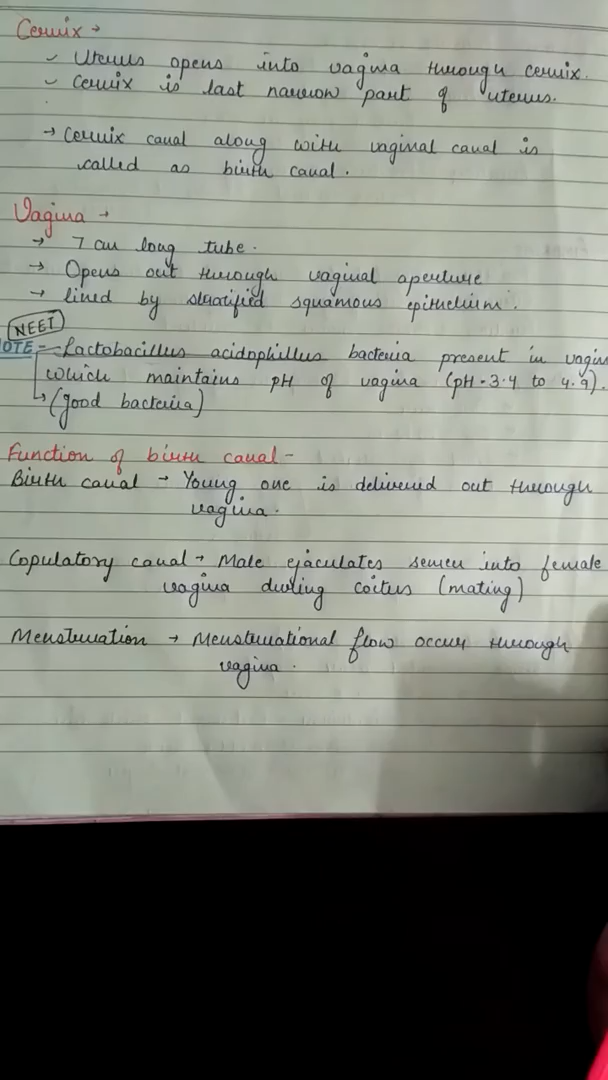 Cervix →
✓ Uterus opens into vagina through cervix.
✓ Cervix is last narrow part of uterus.
→ Cervix canal along with vaginal canal is
called as birth canal.
Vagina →
→ 7 cm long tube.
→ Opens out through vaginal aperture
→ lined by stratified squamous epithelium.
NEET
OTE - Lactobacillus acidophillus bacteria present in vagin
which maintains pH of vagina (pH - 3.4 to 4.9).
↳ (good bacteria)
Function of birth canal -
Birth canal → Young one is delivered out through
vagina.
Copulatory canal → Male ejaculates semen into female
vagina during coitus (mating)
Menstruation → Menstruational flow occur through
vagina.